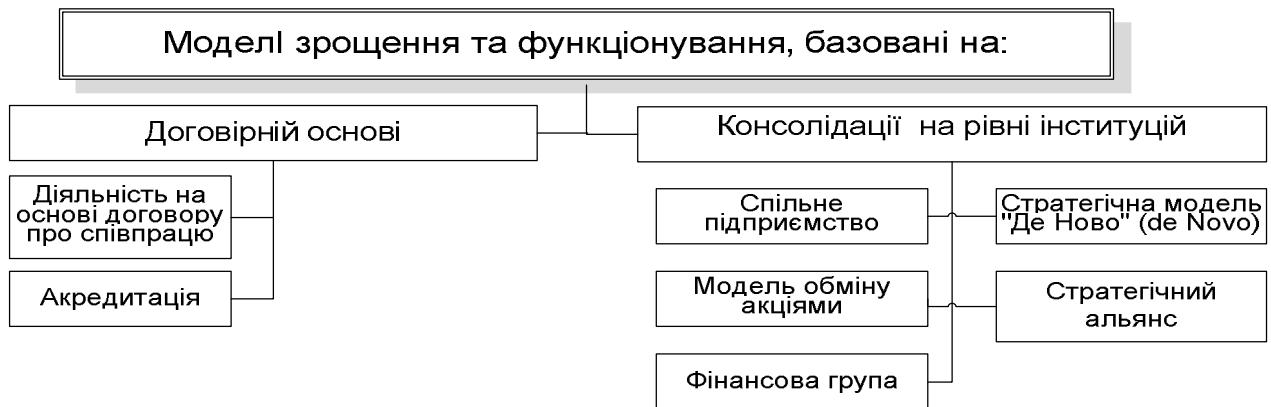 МоделІ зрощення та функціонування, базовані на:
Договірній основі
Консолідації на рівні інституцій
Діяльність на
основі договору
про співпрацю
Акредитація
Спільне
підприємство
Стратегічна модель
"Де Ново" (de Novo)
Модель обміну
акціями
Стратегічний
альянс
Фінансова група